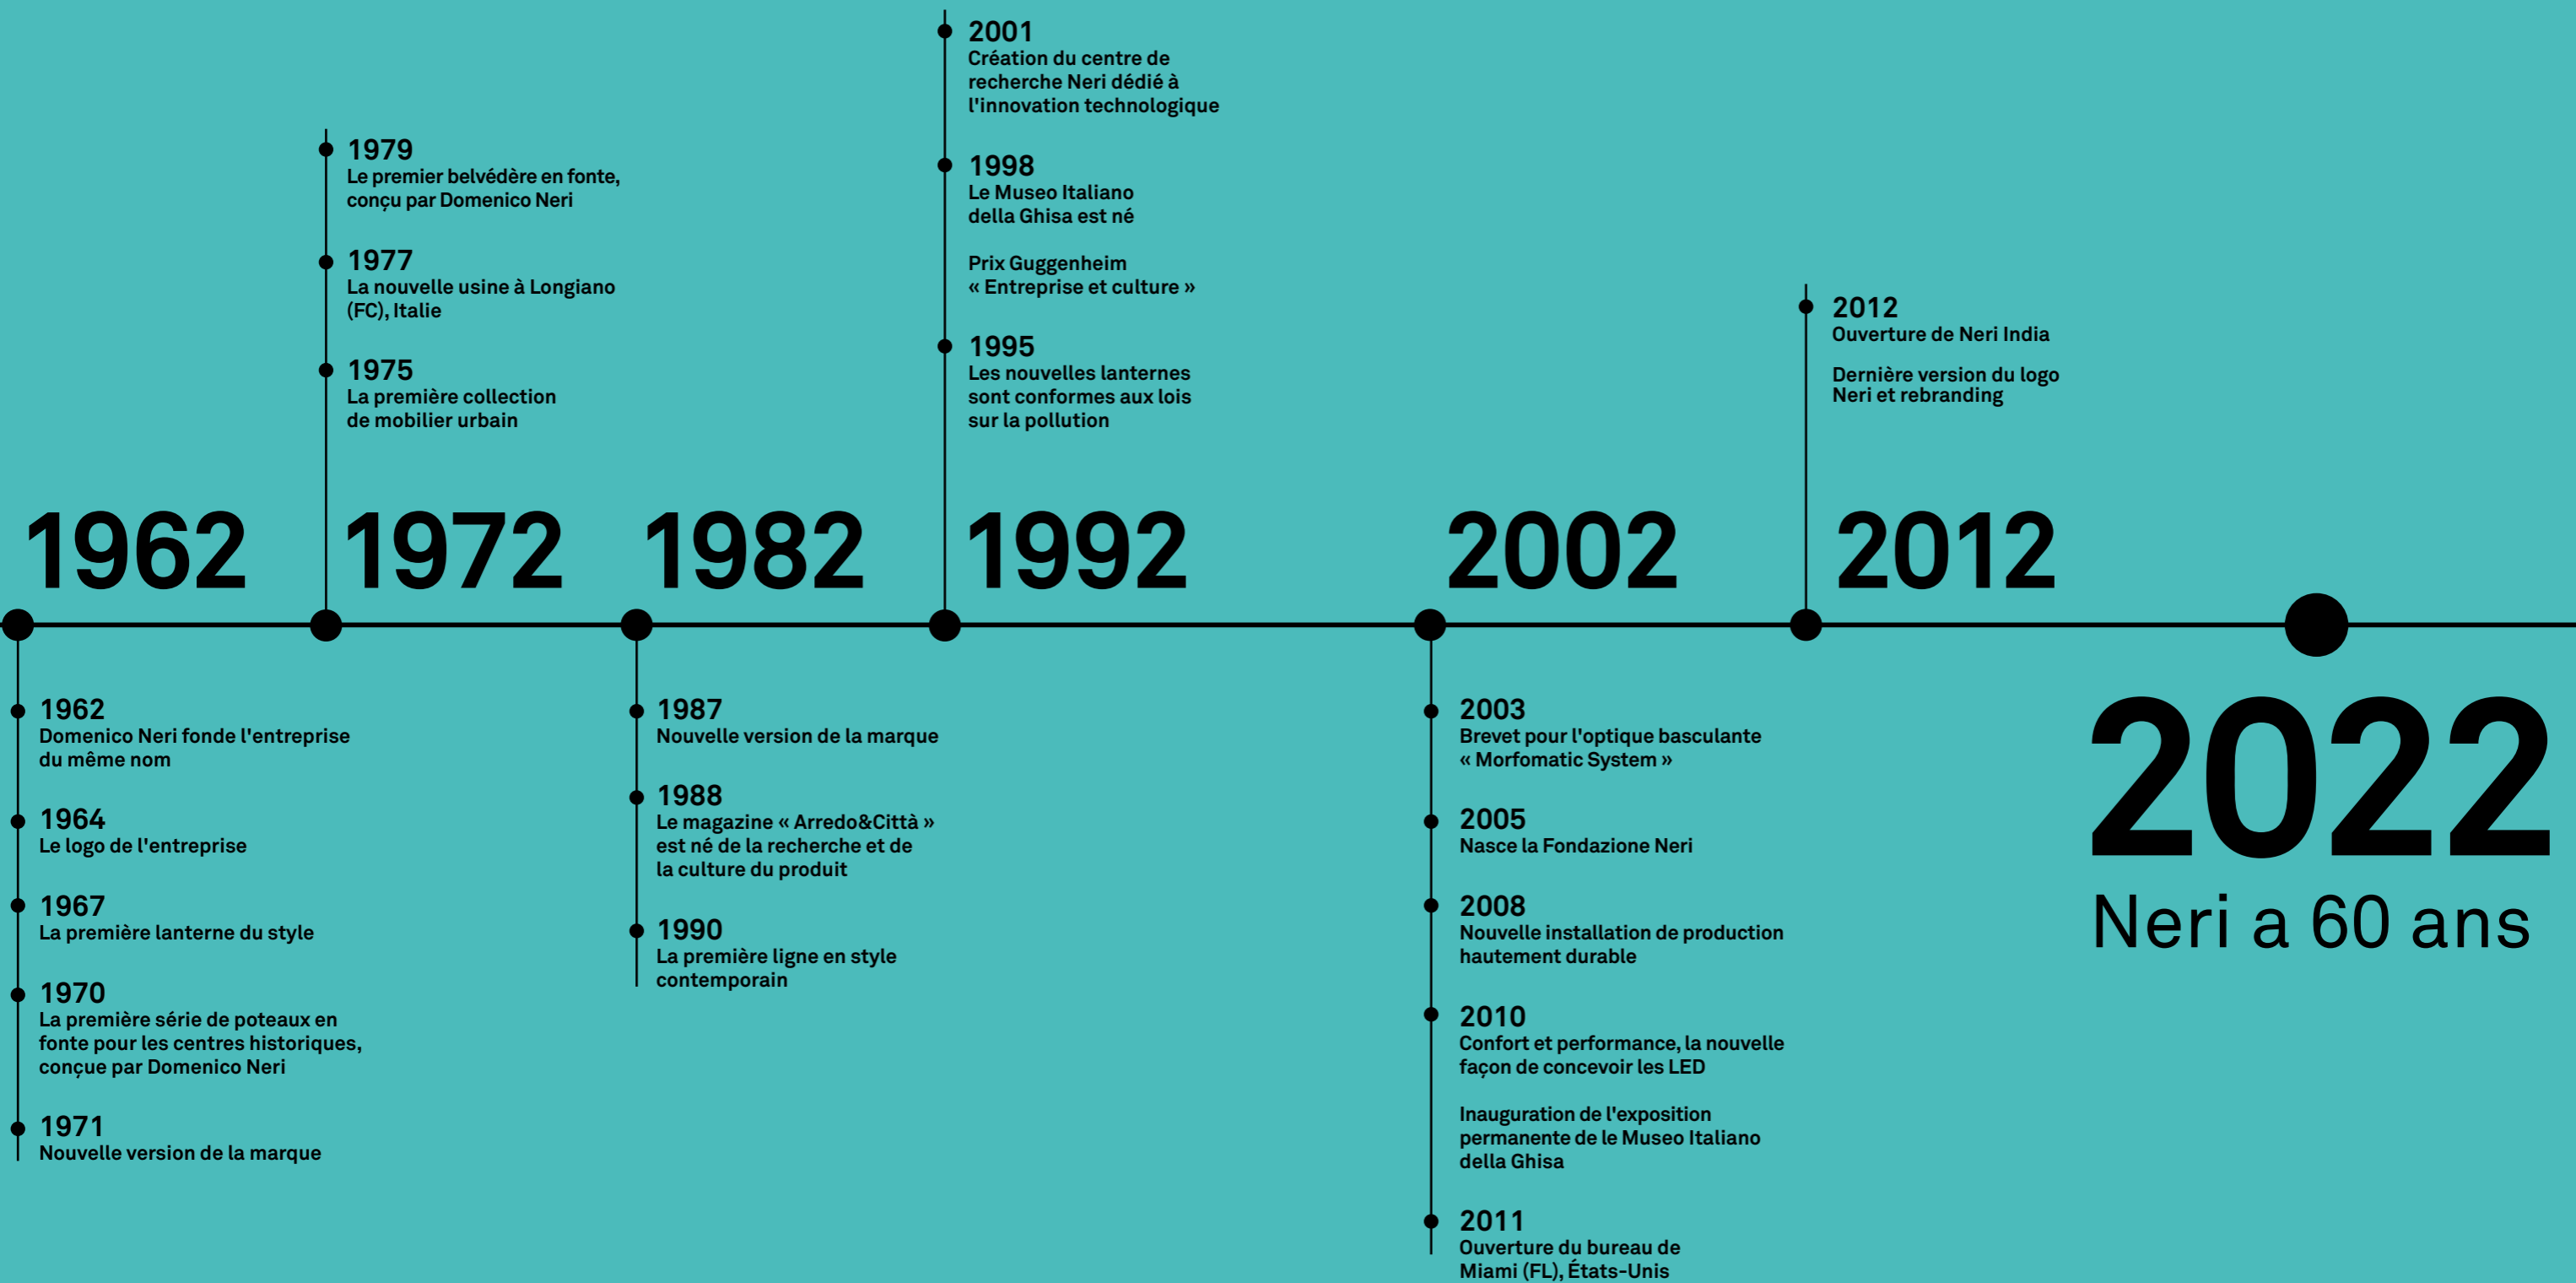 2001
Création du centre de
recherche Neri dédié à
l'innovation technologique
1979
Le premier belvédère en fonte,
conçu par Domenico Neri
1998
Le Museo Italiano
della Ghisa est né
Prix Guggenheim
« Entreprise et culture »
1977
La nouvelle usine à Longiano
(FC), Italie
2012
Ouverture de Neri India
Dernière version du logo
Neri et rebranding
1995
Les nouvelles lanternes
sont conformes aux lois
sur la pollution
1975
La première collection
de mobilier urbain
1962 1972 1982 1992 2002 2012
1962
Domenico Neri fonde l'entreprise
du même nom
1964
Le logo de l'entreprise
1967
La première lanterne du style
1970
La première série de poteaux en
fonte pour les centres historiques,
conçue par Domenico Neri
1971
Nouvelle version de la marque
1987
Nouvelle version de la marque
1988
Le magazine « Arredo&Città »
est né de la recherche et de
la culture du produit
1990
La première ligne en style
contemporain
2003
Brevet pour l'optique basculante
« Morfomatic System »
2005
Nasce la Fondazione Neri
2008
Nouvelle installation de production
hautement durable
2010
Confort et performance, la nouvelle
façon de concevoir les LED
Inauguration de l'exposition
permanente de le Museo Italiano
della Ghisa
2011
Ouverture du bureau de
Miami (FL), États-Unis
2022
Neri a 60 ans